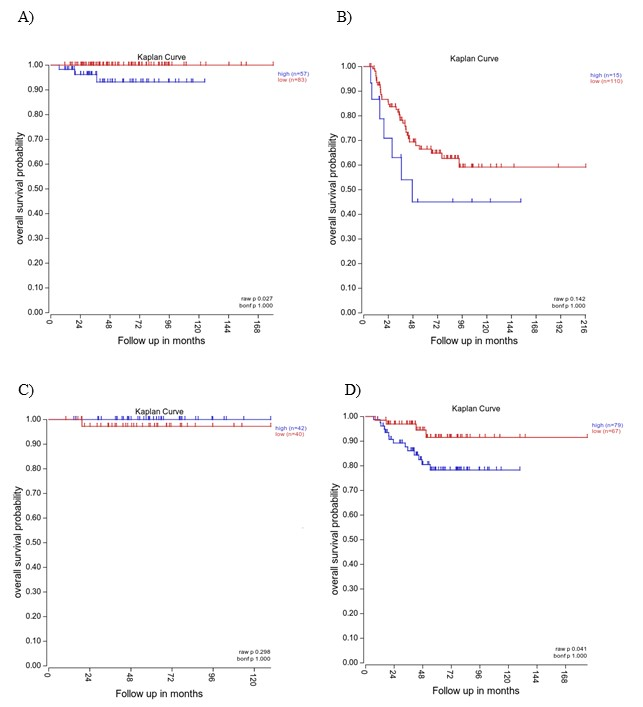 A)
Kaplan Curve
high (n=57)
low (n=83)
1.00
0.90
0.80
0.70
0.60
0.50
0.40
0.30
0.20
0.10
0.00
overall survival probability
raw p 0.027
bonf p 1.000
0 24 48 72 96 120 144 168
Follow up in months
B)
Kaplan Curve
high (n=15)
low (n=110)
1.00
0.90
0.80
0.70
0.60
0.50
0.40
0.30
0.20
0.10
0.00
overall survival probability
raw p 0.142
bonf p 1.000
0 24 48 72 96 120 144 168 192 216
Follow up in months
C)
Kaplan Curve
high (n=42)
low (n=40)
1.00
0.90
0.80
0.70
0.60
0.50
0.40
0.30
0.20
0.10
0.00
overall survival probability
raw p 0.298
bonf p 1.000
0 24 48 72 96 120
Follow up in months
D)
Kaplan Curve
high (n=79)
low (n=67)
1.00
0.90
0.80
0.70
0.60
0.50
0.40
0.30
0.20
0.10
0.00
overall survival probability
raw p 0.041
bonf p 1.000
0 24 48 72 96 120 144 168
Follow up in months